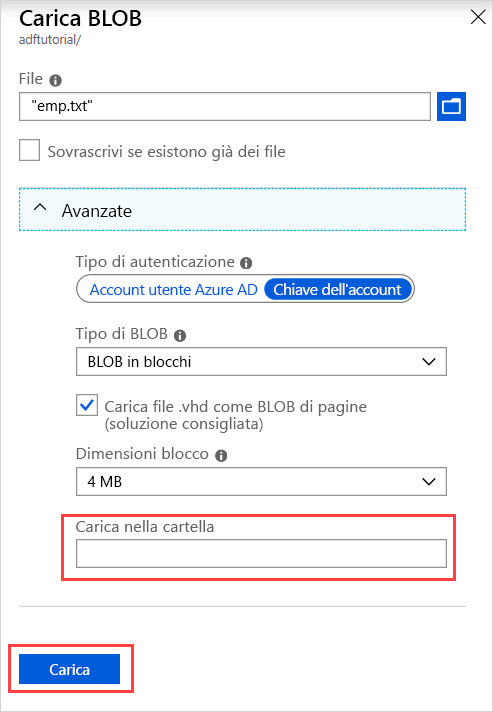 Carica BLOB
adftutorial/
File
"emp.txt"
Sovrascrivi se esistono già dei file
Avanzate
Tipo di autenticazione
Account utente Azure AD Chiave dell'account
Tipo di BLOB
BLOB in blocchi
Carica file .vhd come BLOB di pagine
(soluzione consigliata)
Dimensioni blocco
4 MB
Carica nella cartella
Carica